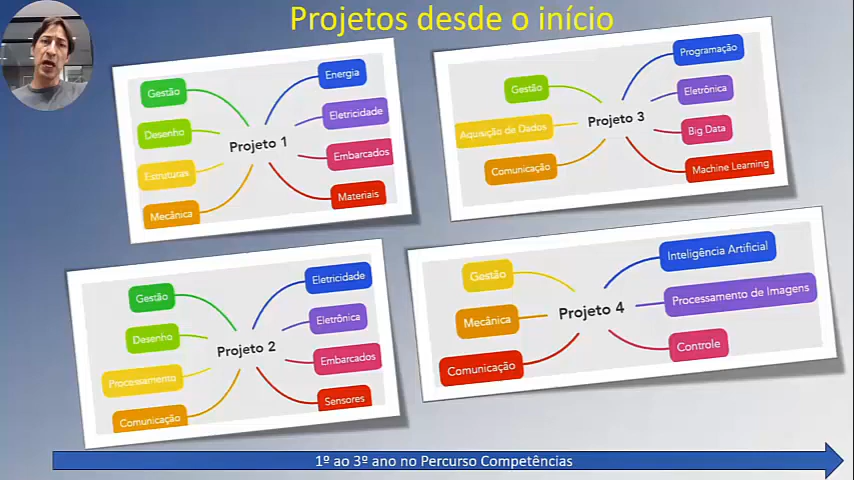 Projetos desde o início
Projeto 1
Gestão
Desenho
Estruturas
Mecânica
Energia
Eletricidade
Embarcados
Materiais
Projeto 3
Gestão
Aquisição de Dados
Comunicação
Programação
Eletrônica
Big Data
Machine Learning
Projeto 2
Gestão
Desenho
Processamento
Comunicação
Eletricidade
Eletrônica
Embarcados
Sensores
Projeto 4
Gestão
Mecânica
Comunicação
Inteligência Artificial
Processamento de Imagens
Controle
1º ao 3º ano no Percurso Competências